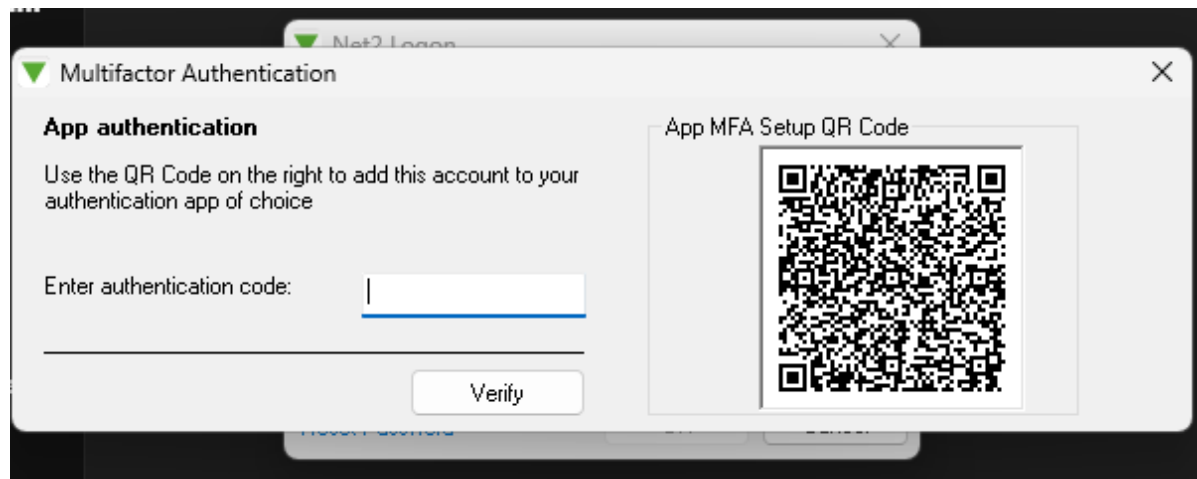 Net2 Logon
Multifactor Authentication
App authentication
App MFA Setup QR Code
Use the QR Code on the right to add this account to your
authentication app of choice
Enter authentication code:
Verify